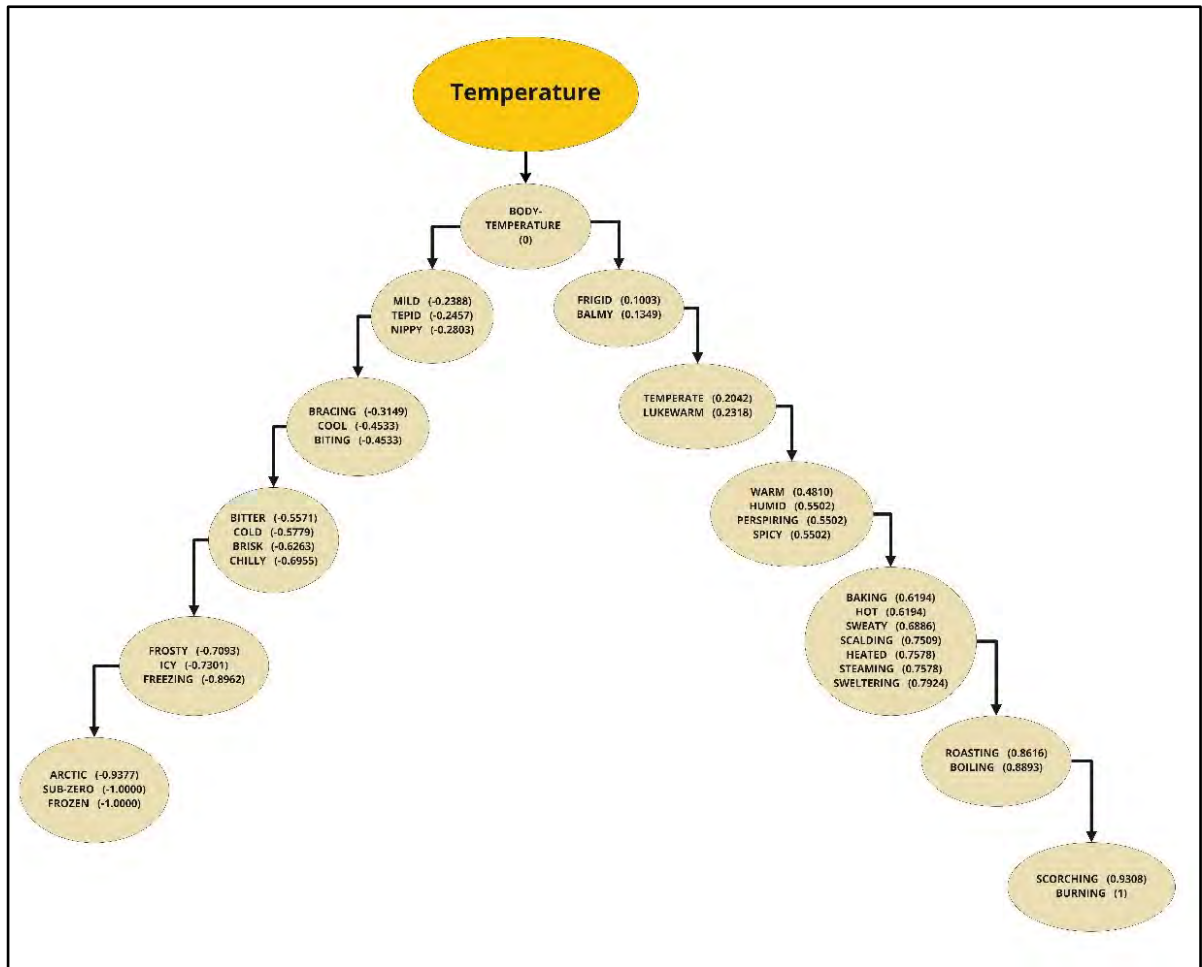 Temperature
BODY-
TEMPERATURE
(0)
MILD (-0.2388)
TEPID (-0.2457)
NIPPY (-0.2803)
FRIGID (0.1003)
BALMY (0.1349)
BRACING (-0.3149)
COOL (-0.4533)
BITING (-0.4533)
TEMPERATE (0.2042)
LUKEWARM (0.2318)
BITTER (-0.5571)
COLD (-0.5779)
BRISK (-0.6263)
CHILLY (-0.6955)
WARM (0.4810)
HUMID (0.5502)
PERSPIRING (0.5502)
SPICY (0.5502)
FROSTY (-0.7093)
ICY (-0.7301)
FREEZING (-0.8962)
BAKING (0.6194)
HOT (0.6194)
SWEATY (0.6886)
SCALDING (0.7509)
HEATED (0.7578)
STEAMING (0.7578)
SWELTERING (0.7924)
ARCTIC (-0.9377)
SUB-ZERO (-1.0000)
FROZEN (-1.0000)
ROASTING (0.8616)
BOILING (0.8893)
SCORCHING (0.9308)
BURNING (1)